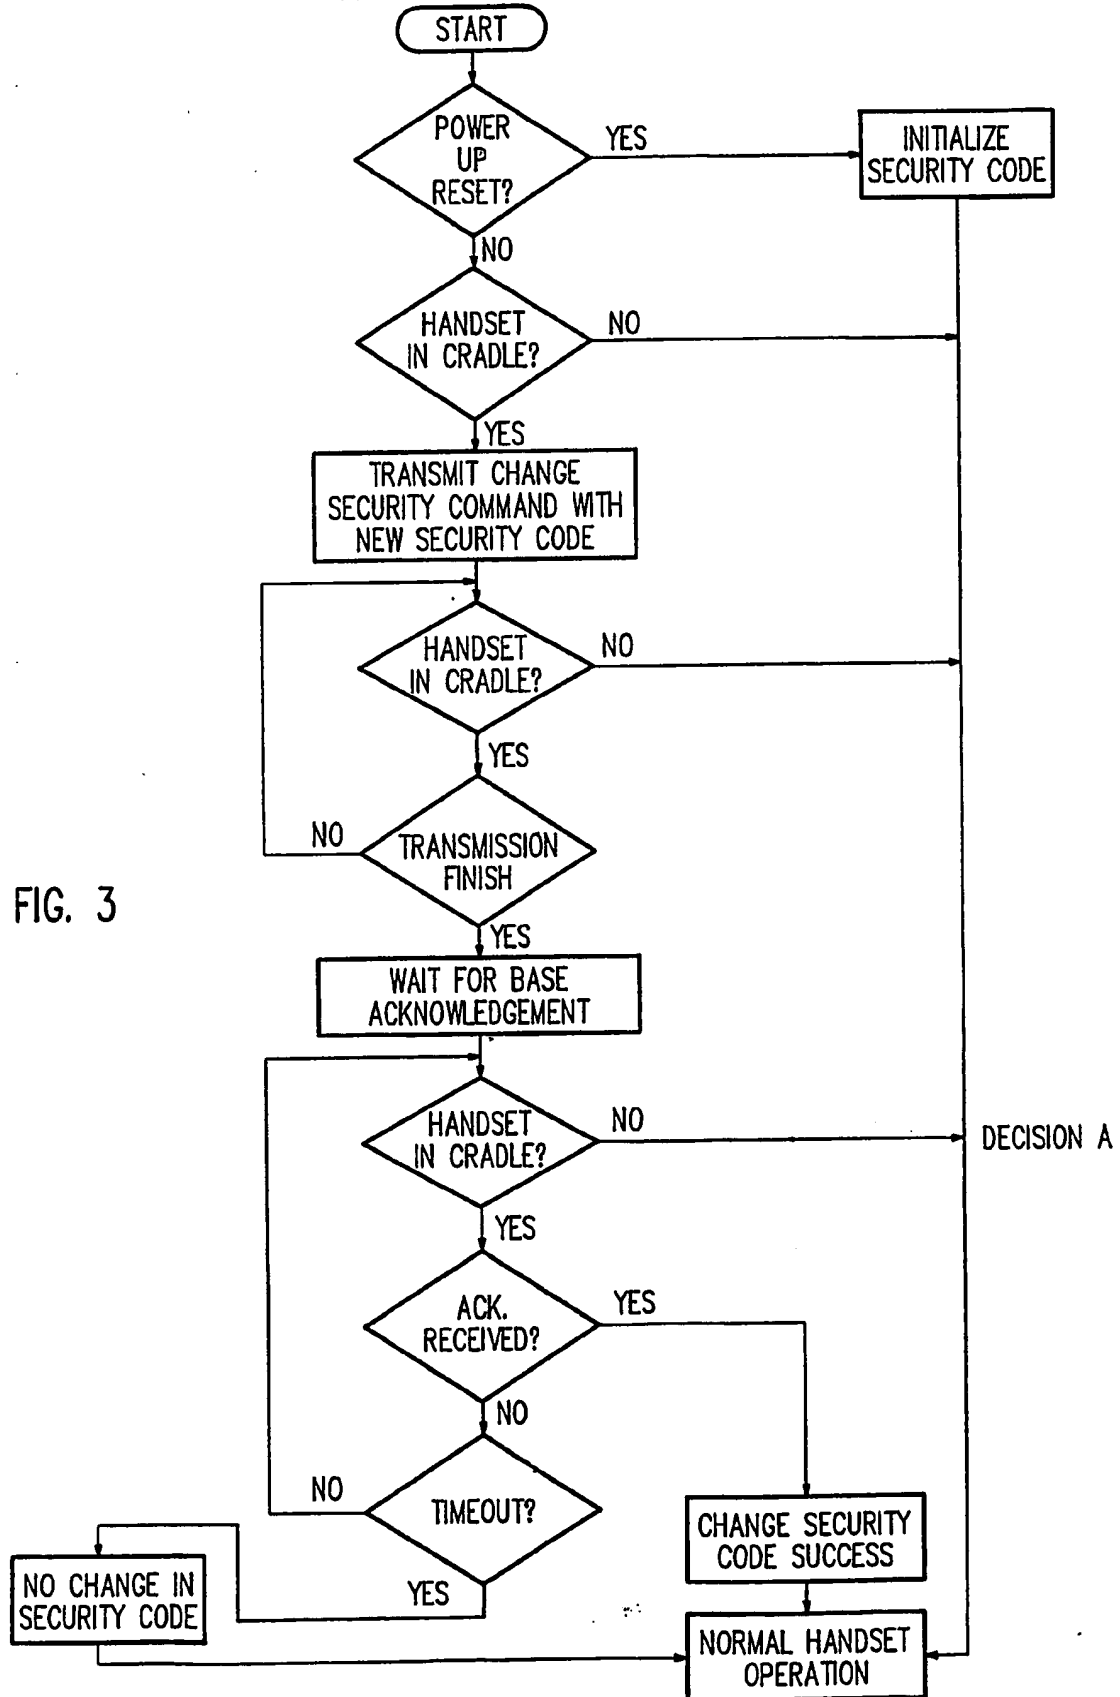 START
POWER
UP
RESET?
YES
INITIALIZE
SECURITY CODE
NO
HANDSET
IN CRADLE?
NO
YES
TRANSMIT CHANGE
SECURITY COMMAND WITH
NEW SECURITY CODE
HANDSET
IN CRADLE?
NO
YES
NO
TRANSMISSION
FINISH
FIG. 3
YES
WAIT FOR BASE
ACKNOWLEDGEMENT
HANDSET
IN CRADLE?
NO
DECISION A
YES
ACK.
RECEIVED?
YES
NO
NO
TIMEOUT?
CHANGE SECURITY
CODE SUCCESS
NO CHANGE IN
SECURITY CODE
YES
NORMAL HANDSET
OPERATION